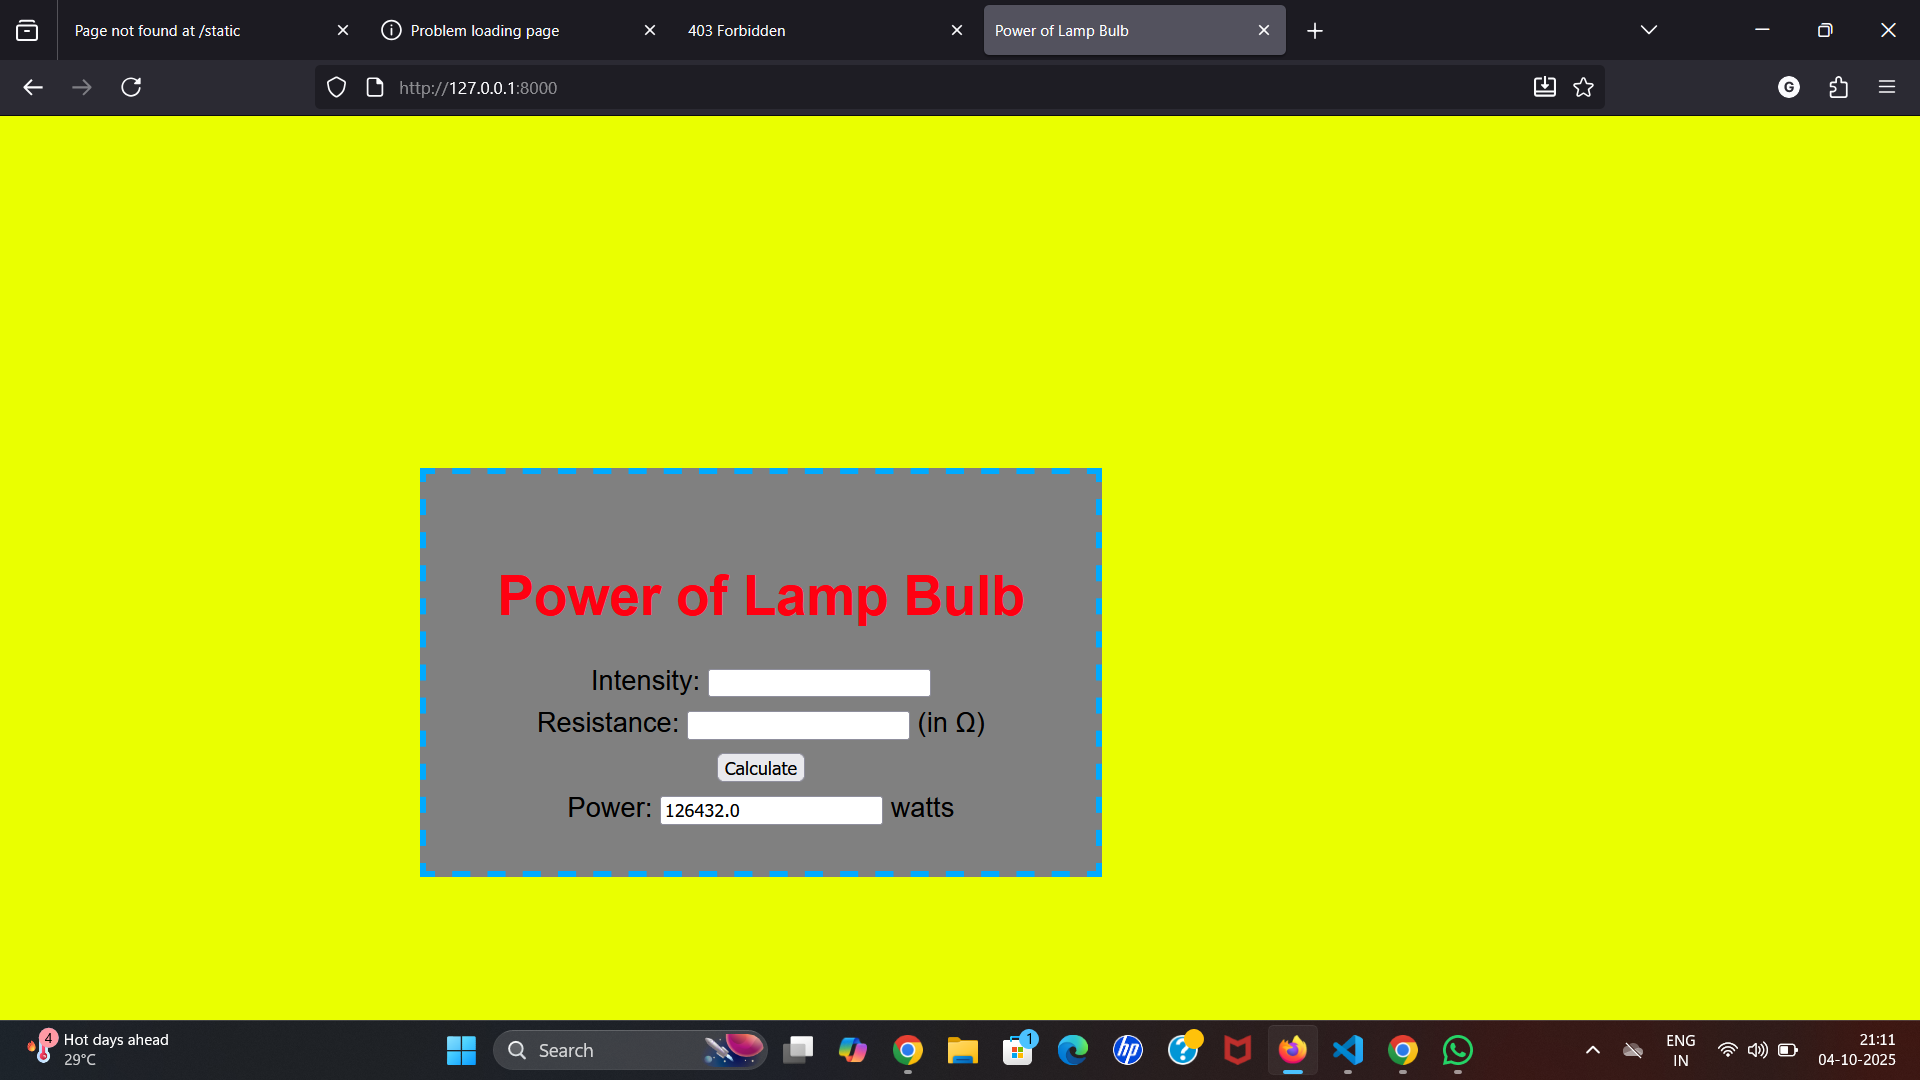 Page not found at /static
Problem loading page
403 Forbidden
Power of Lamp Bulb
http://127.0.0.1:8000
G
Power of Lamp Bulb
Intensity:
Resistance: (in Ω)
Calculate
Power: 126432.0 watts
4
Hot days ahead
29°C
Search
1
hp
?
ENG
IN
21:11
04-10-2025